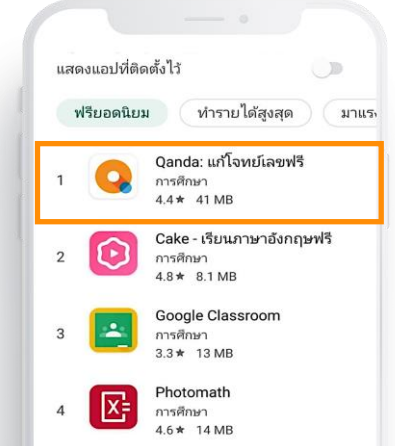 แสดงแอปที่ติดตั้งไว้
ฟรียอดนิยม ทำรายได้สูงสุด มาแรง
1 Qanda: แก้โจทย์เลขฟรี
การศึกษา
4.4★ 41 MB
2 Cake - เรียนภาษาอังกฤษฟรี
การศึกษา
4.8★ 8.1 MB
3 Google Classroom
การศึกษา
3.3★ 13 MB
4 Photomath
การศึกษา
4.6★ 14 MB